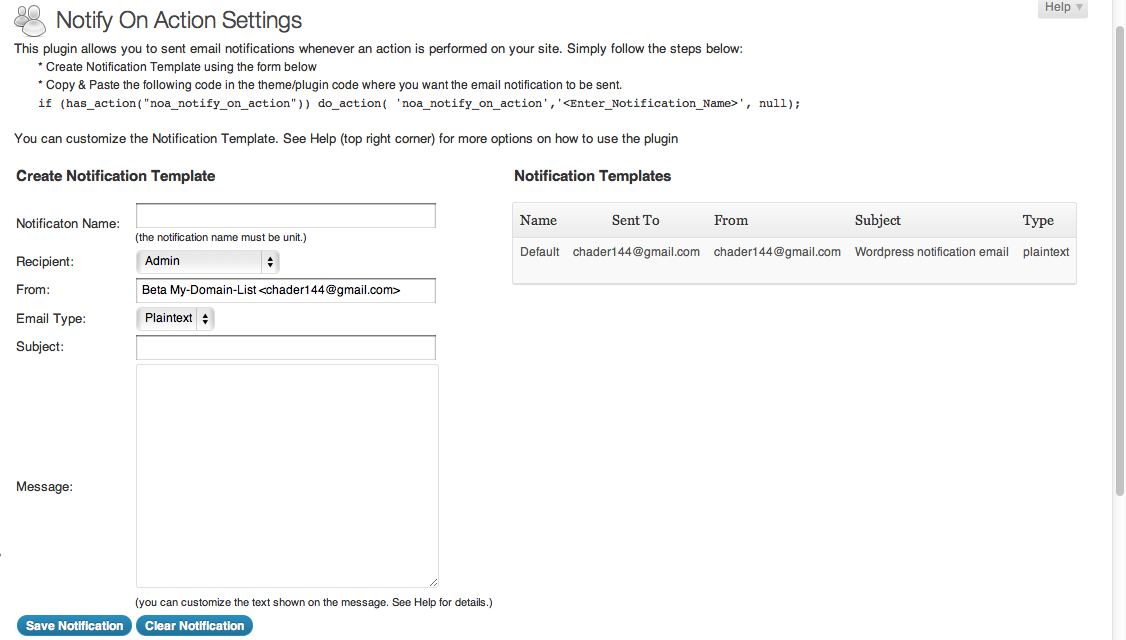 Help ▼
Notify On Action Settings
This plugin allows you to sent email notifications whenever an action is performed on your site. Simply follow the steps below:
* Create Notification Template using the form below
* Copy & Paste the following code in the theme/plugin code where you want the email notification to be sent.
if (has_action("noa_notify_on_action")) do_action( 'noa_notify_on_action','<Enter_Notification_Name>', null);
You can customize the Notification Template. See Help (top right corner) for more options on how to use the plugin
Create Notification Template
Notificaton Name:
(the notification name must be unit.)
Recipient: Admin
From: Beta My-Domain-List <chader144@gmail.com>
Email Type: Plaintext
Subject:
Message:
(you can customize the text shown on the message. See Help for details.)
Save Notification Clear Notification
Notification Templates
Name Sent To From Subject Type
Default chader144@gmail.com chader144@gmail.com Wordpress notification email plaintext